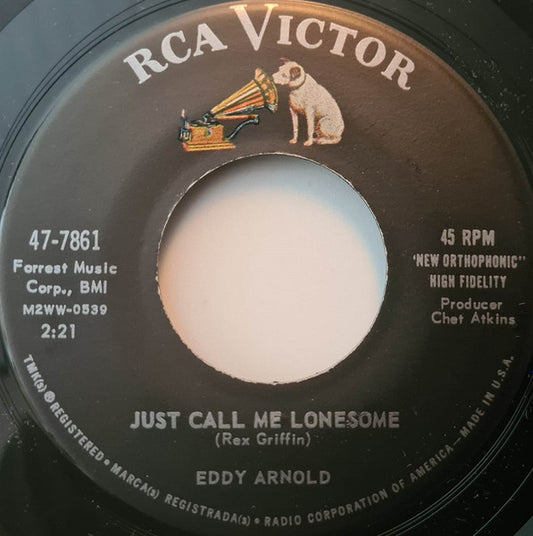 RCA VICTOR
47-7861
Forrest Music
Corp., BMI
M2WW-0539
2:21
45 RPM
'NEW ORTHOPHONIC"
HIGH FIDELITY
Producer
Chet Atkins
JUST CALL ME LONESOME
(Rex Griffin)
EDDY ARNOLD
TMK(s) ® REGISTERED • MARCA(s) REGISTRADA(s) • RADIO CORPORATION OF AMERICA—MADE IN U.S.A.